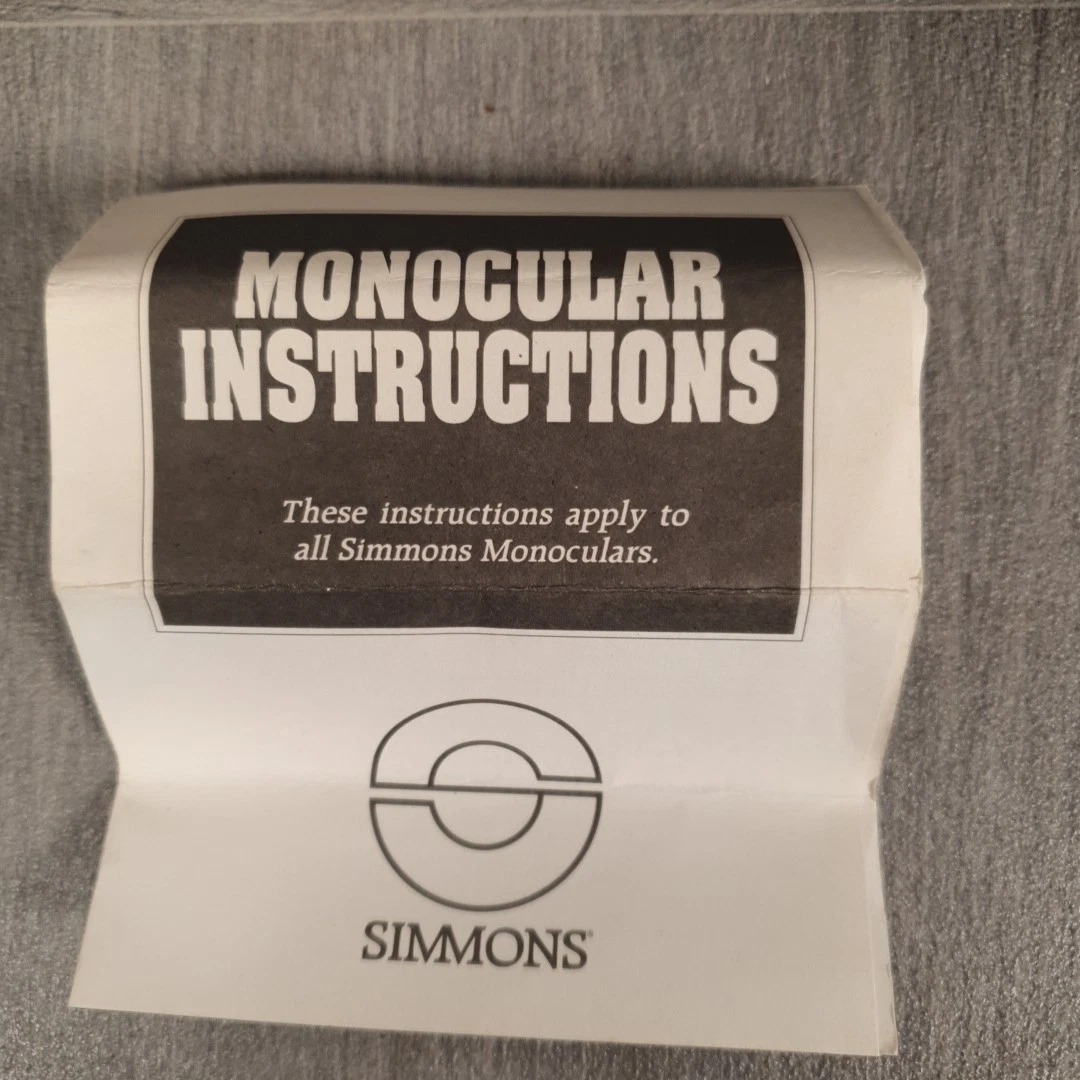 MONOCULAR
INSTRUCTIONS
These instructions apply to
all Simmons Monoculars.
SIMMONS®